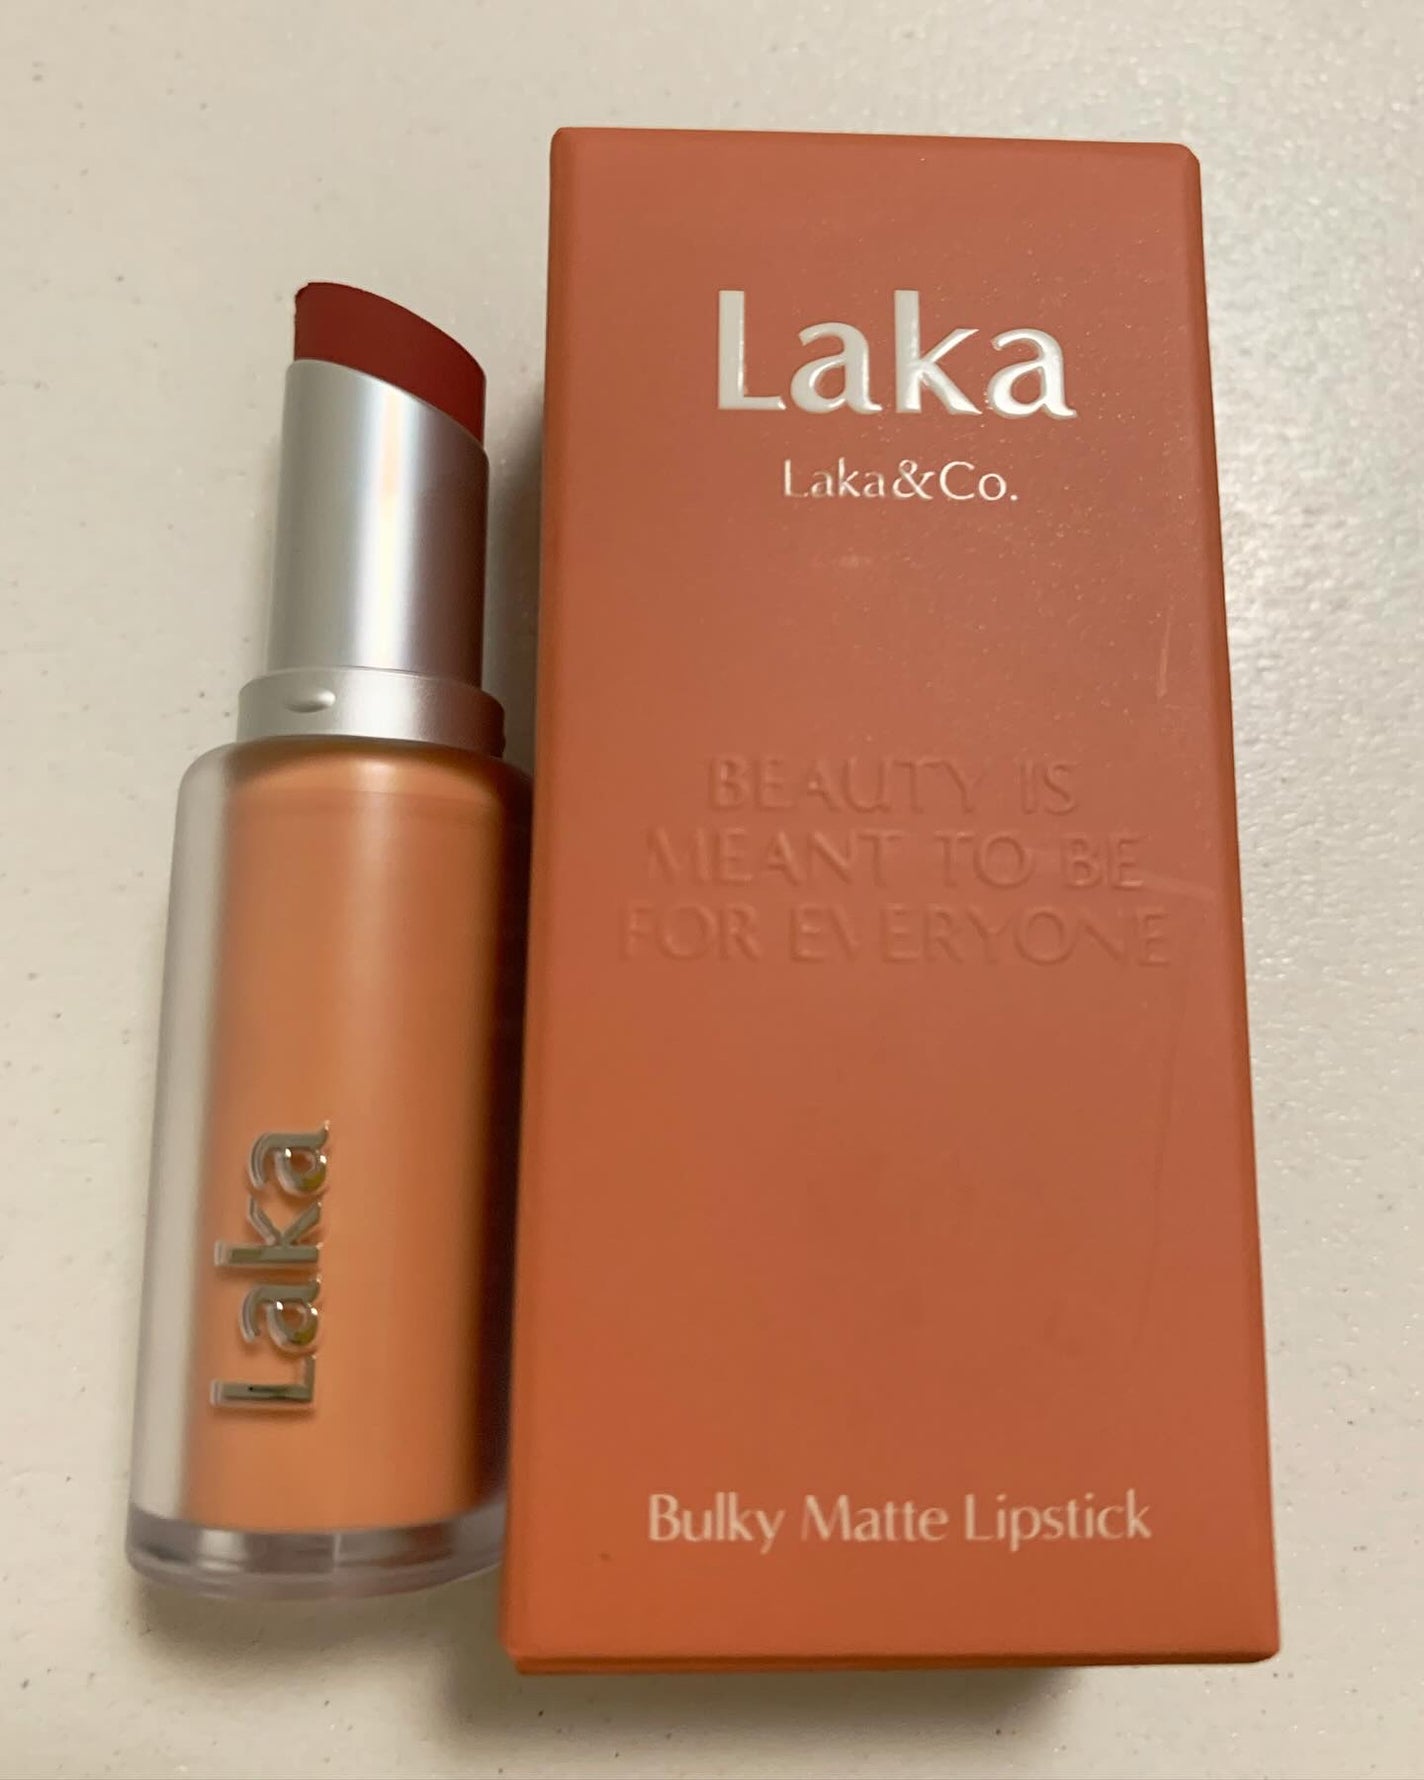 Laka
Laka&Co.
BEAUTY IS
MEANT TO BE
FOR EVERYONE
Bulky Matte Lipstick
Laka